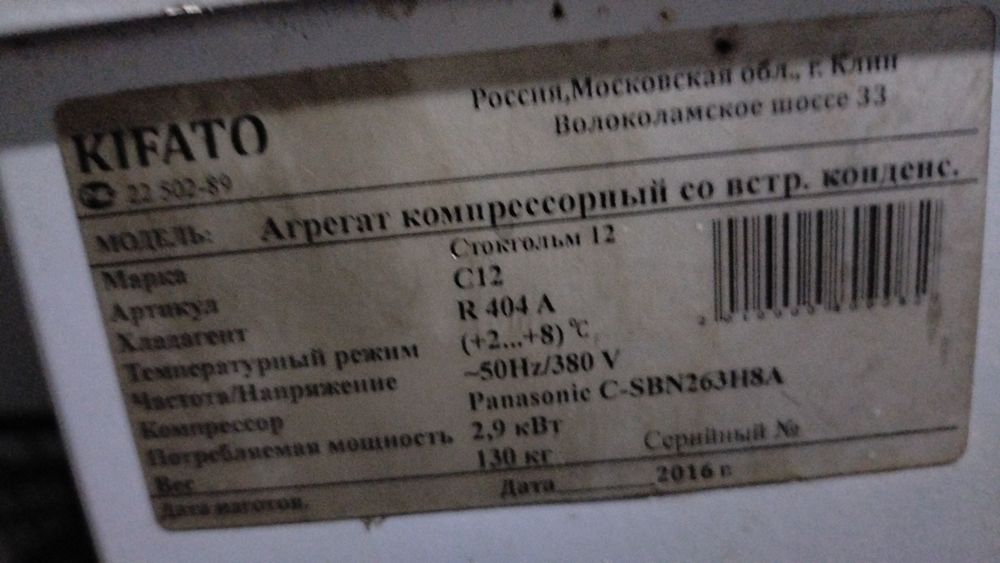 KIFATO
Россия,Московская обл., г. Клин
Волоколамское шоссе 33
22 502-89
МОДЕЛЬ: Агрегат компрессорный со встр. конденс.
Марка Стокгольм 12
Артикул С12
Хладагент R 404 A
Температурный режим (+2...+8) °C
Частота/Напряжение ~50Hz/380 V
Компрессор Panasonic C-SBN263H8A
Потребляемая мощность 2,9 кВт
Вес 130 кг Серийный №
Дата изготов. Дата 2016 г